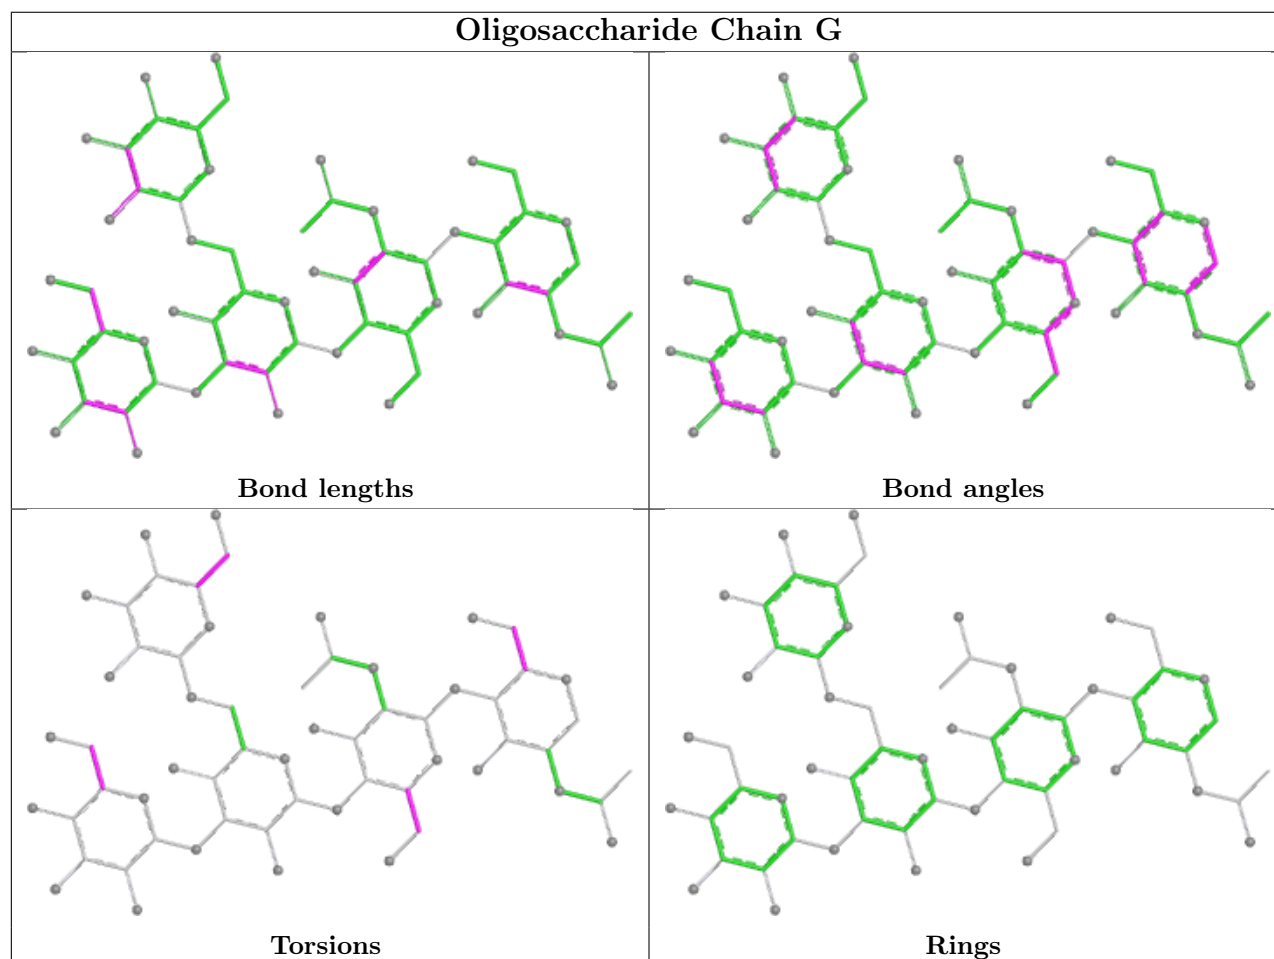 Oligosaccharide Chain G
Bond lengths
Bond angles
Torsions
Rings